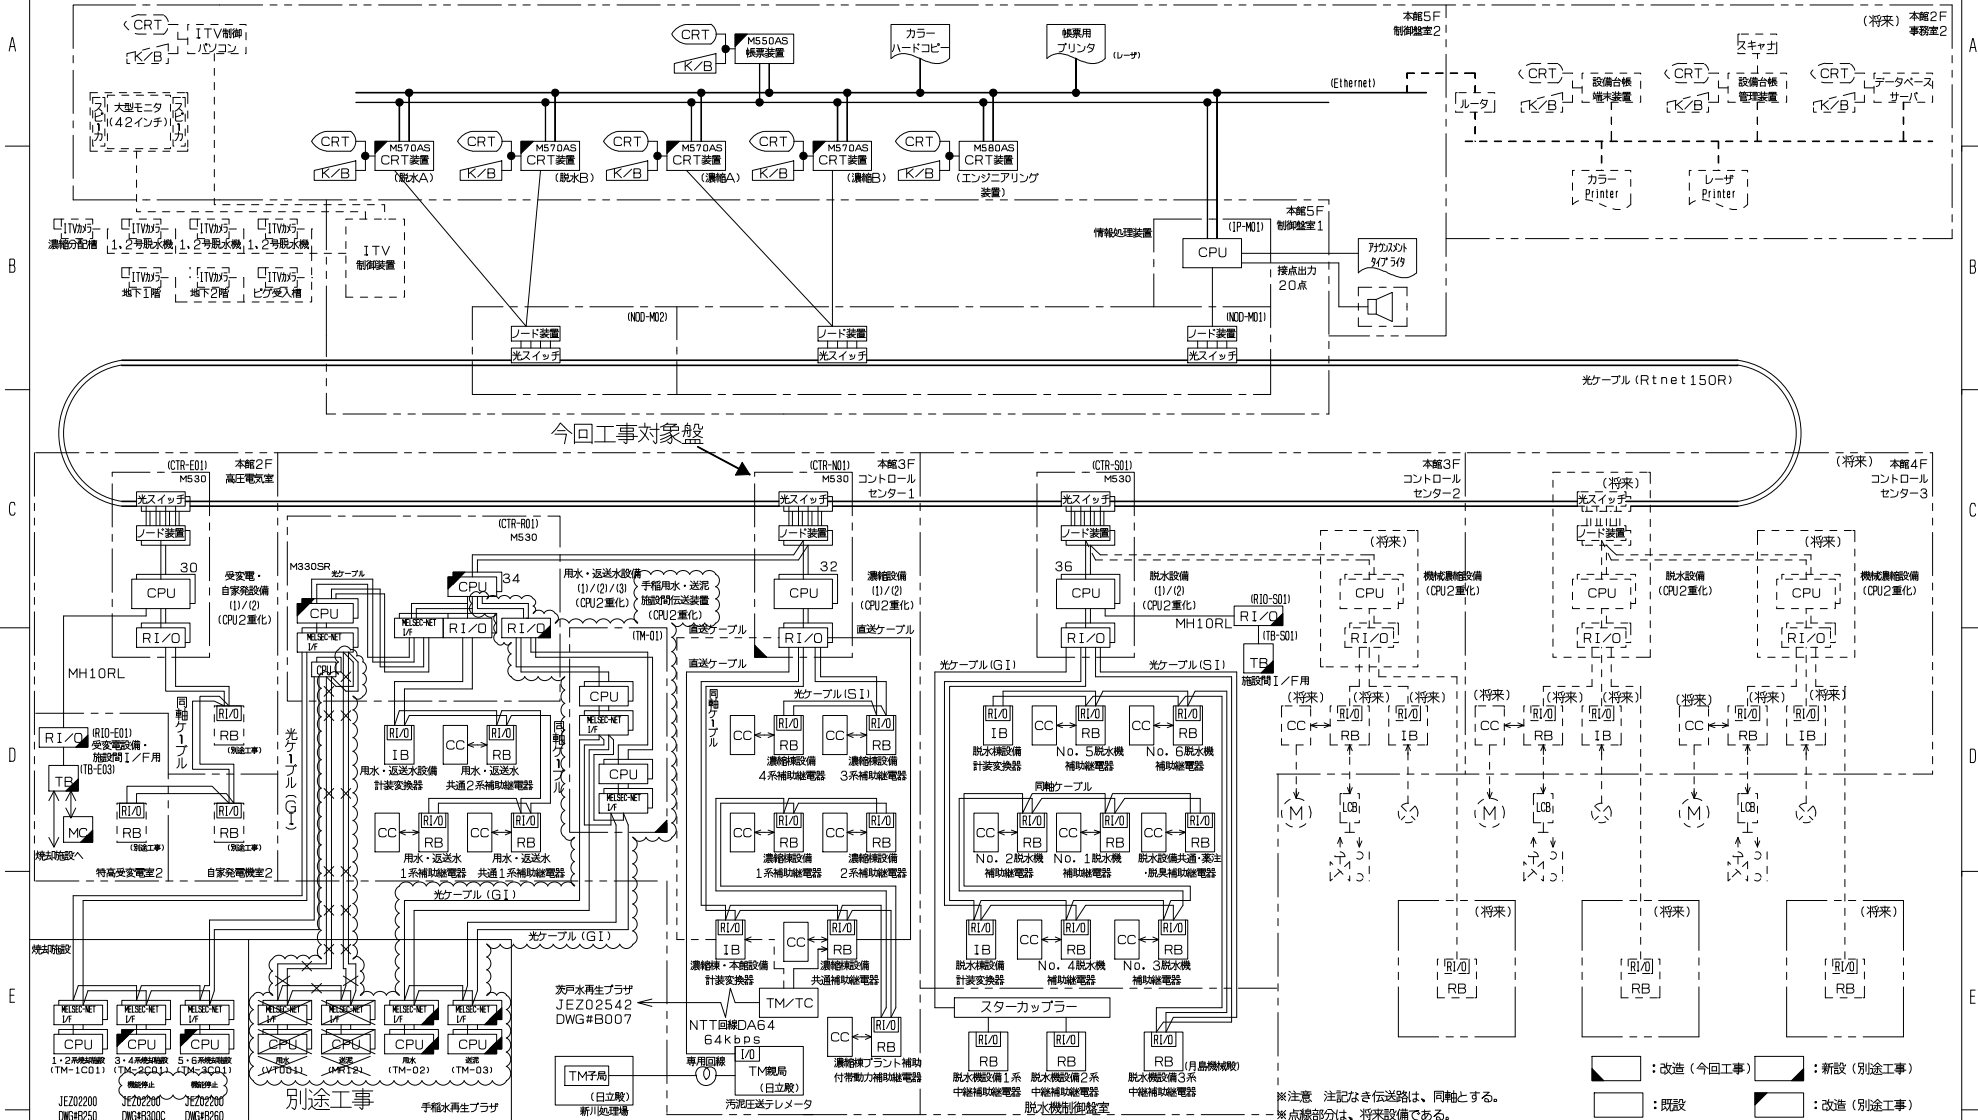 A
CRT
K/B
ITV制御
パソコン
大型モニタ
(42インチ)
スピーカ
スピーカ
CRT
K/B
M550AS
帳票装置
カラー
ハードコピー
帳票用
プリンタ
(レーザ)
本館5F
制御盤室2
(将来)
本館2F
事務室2
A
(Ethernet)
ルータ
スキャナ
CRT
K/B
設備台帳
端末装置
CRT
K/B
設備台帳
管理装置
CRT
K/B
データベース
サーバ
カラー
Printer
レーザ
Printer
CRT
K/B
M570AS
CRT装置
(脱水A)
CRT
K/B
M570AS
CRT装置
(脱水B)
CRT
K/B
M570AS
CRT装置
(濃縮A)
CRT
K/B
M570AS
CRT装置
(濃縮B)
CRT
K/B
M580AS
CRT装置
(エンジニアリング
装置)
B
ITVカメラ
濃縮分配槽
ITVカメラ
1、2号脱水機
ITVカメラ
1、2号脱水機
ITVカメラ
1、2号脱水機
ITVカメラ
地下1階
ITVカメラ
地下2階
ITVカメラ
ピグ受入槽
ITV
制御装置
本館5F
制御盤室1
情報処理装置
(IP-M01)
CPU
接点出力
20点
アナウンスメント
タイプライタ
B
(NOD-M02)
(NOD-M01)
ノード装置
光スイッチ
ノード装置
光スイッチ
ノード装置
光スイッチ
光ケーブル(Rtnet150R)
今回工事対象盤
C
(CTR-E01)
M530
本館2F
高圧電気室
光スイッチ
ノード装置
30
CPU
RI/O
受変電・
自家発設備
(1)/(2)
(CPU2重化)
MH10RL
(CTR-R01)
M530
M330SR
光ケーブル
CPU
34
CPU
用水・返送水設備
(1)/(2)/(3)
(CPU2重化)
MELSEC-NET
I/F
RI/O
RI/O
MELSEC-NET
I/F
CPU
手稲用水・送泥
施設間伝送装置
(CPU2重化)
(TM-01)
(CTR-N01)
M530
本館3F
コントロール
センター1
光スイッチ
ノード装置
32
CPU
RI/O
濃縮設備
(1)/(2)
(CPU2重化)
直送ケーブル
直送ケーブル
直送ケーブル
(CTR-S01)
M530
本館3F
コントロール
センター2
光スイッチ
ノード装置
36
CPU
RI/O
脱水設備
(1)/(2)
(CPU2重化)
MH10RL
(RIO-S01)
RI/O
(TB-S01)
TB
施設間I/F用
(将来)
CPU
RI/O
機械濃縮設備
(CPU2重化)
(将来)
本館4F
コントロール
センター3
(将来)
光スイッチ
ノード装置
CPU
RI/O
脱水設備
(CPU2重化)
(将来)
CPU
RI/O
機械濃縮設備
(CPU2重化)
C
D
RI/O
(RIO-E01)
受変電設備・
施設間I/F用
(TB-E03)
TB
MC
焼却施設へ
同軸ケーブル
RI/O
RB
(別途工事)
RI/O
RB
(別途工事)
RI/O
RB
(別途工事)
特高受変電室2
自家発電機室2
光ケーブル(GI)
RI/O
IB
用水・返送水設備
計装変換器
CC
RI/O
RB
用水・返送水
共通2系補助継電器
CC
RI/O
RB
用水・返送水
1系補助継電器
CC
RI/O
RB
用水・返送水
共通1系補助継電器
同軸ケーブル
CPU
MELSEC-NET
I/F
CPU
MELSEC-NET
I/F
光ケーブル(GI)
光ケーブル(GI)
同軸ケーブル
光ケーブル(SI)
CC
RI/O
RB
濃縮棟設備
4系補助継電器
CC
RI/O
RB
濃縮棟設備
3系補助継電器
CC
RI/O
RB
濃縮棟設備
1系補助継電器
CC
RI/O
RB
濃縮棟設備
2系補助継電器
光ケーブル(GI)
光ケーブル(SI)
RI/O
IB
脱水棟設備
計装変換器
CC
RI/O
RB
No.5脱水機
補助継電器
CC
RI/O
RB
No.6脱水機
補助継電器
同軸ケーブル
CC
RI/O
RB
No.2脱水機
補助継電器
CC
RI/O
RB
No.1脱水機
補助継電器
CC
RI/O
RB
脱水設備共通・薬注
・脱臭補助継電器
(将来)
CC
(将来)
RI/O
RB
(将来)
RI/O
IB
M
LCB
(将来)
CC
(将来)
RI/O
RB
(将来)
RI/O
IB
M
LCB
(将来)
CC
(将来)
RI/O
RB
(将来)
RI/O
IB
M
LCB
D
E
焼却施設
MELSEC-NET
I/F
CPU
1・2系焼却施設
(TM-1C01)
MELSEC-NET
I/F
CPU
3・4系焼却施設
(TM-2C01)
MELSEC-NET
I/F
CPU
5・6系焼却施設
(TM-3C01)
機能停止
機能停止
JEZ02200
DWG#B250
JEZ02200
DWG#B300C
JEZ02200
DWG#B260
MELSEC-NET
I/F
CPU
用水
(VT001)
MELSEC-NET
I/F
CPU
送泥
(MR12)
MELSEC-NET
I/F
CPU
用水
(TM-02)
MELSEC-NET
I/F
CPU
送泥
(TM-03)
別途工事
手稲水再生プラザ
茨戸水再生プラザ
JEZ02542
DWG#B007
NTT回線DA64
64kbps
TM/TC
TM子局
(日立殿)
新川処理場
専用回線
I/O
TM親局
(日立殿)
汚泥圧送テレメータ
RI/O
IB
濃縮棟・本館設備
計装変換器
CC
RI/O
RB
濃縮棟設備
共通補助継電器
CC
RI/O
RB
濃縮棟プラント補助
付帯動力補助継電器
RI/O
IB
脱水棟設備
計装変換器
CC
RI/O
RB
No.4脱水機
補助継電器
CC
RI/O
RB
No.3脱水機
補助継電器
スターカップラー
RI/O
RB
脱水機設備1系
中継補助継電器
RI/O
RB
脱水機設備2系
中継補助継電器
RI/O
RB
(月島機械殿)
脱水機設備3系
中継補助継電器
脱水機制御盤室
(将来)
RI/O
RB
(将来)
RI/O
RB
(将来)
RI/O
RB
E
:改造(今回工事)
:新設(別途工事)
:既設
:改造(別途工事)
※注意 注記なき伝送路は、同軸とする。
※点線部分は、将来設備である。